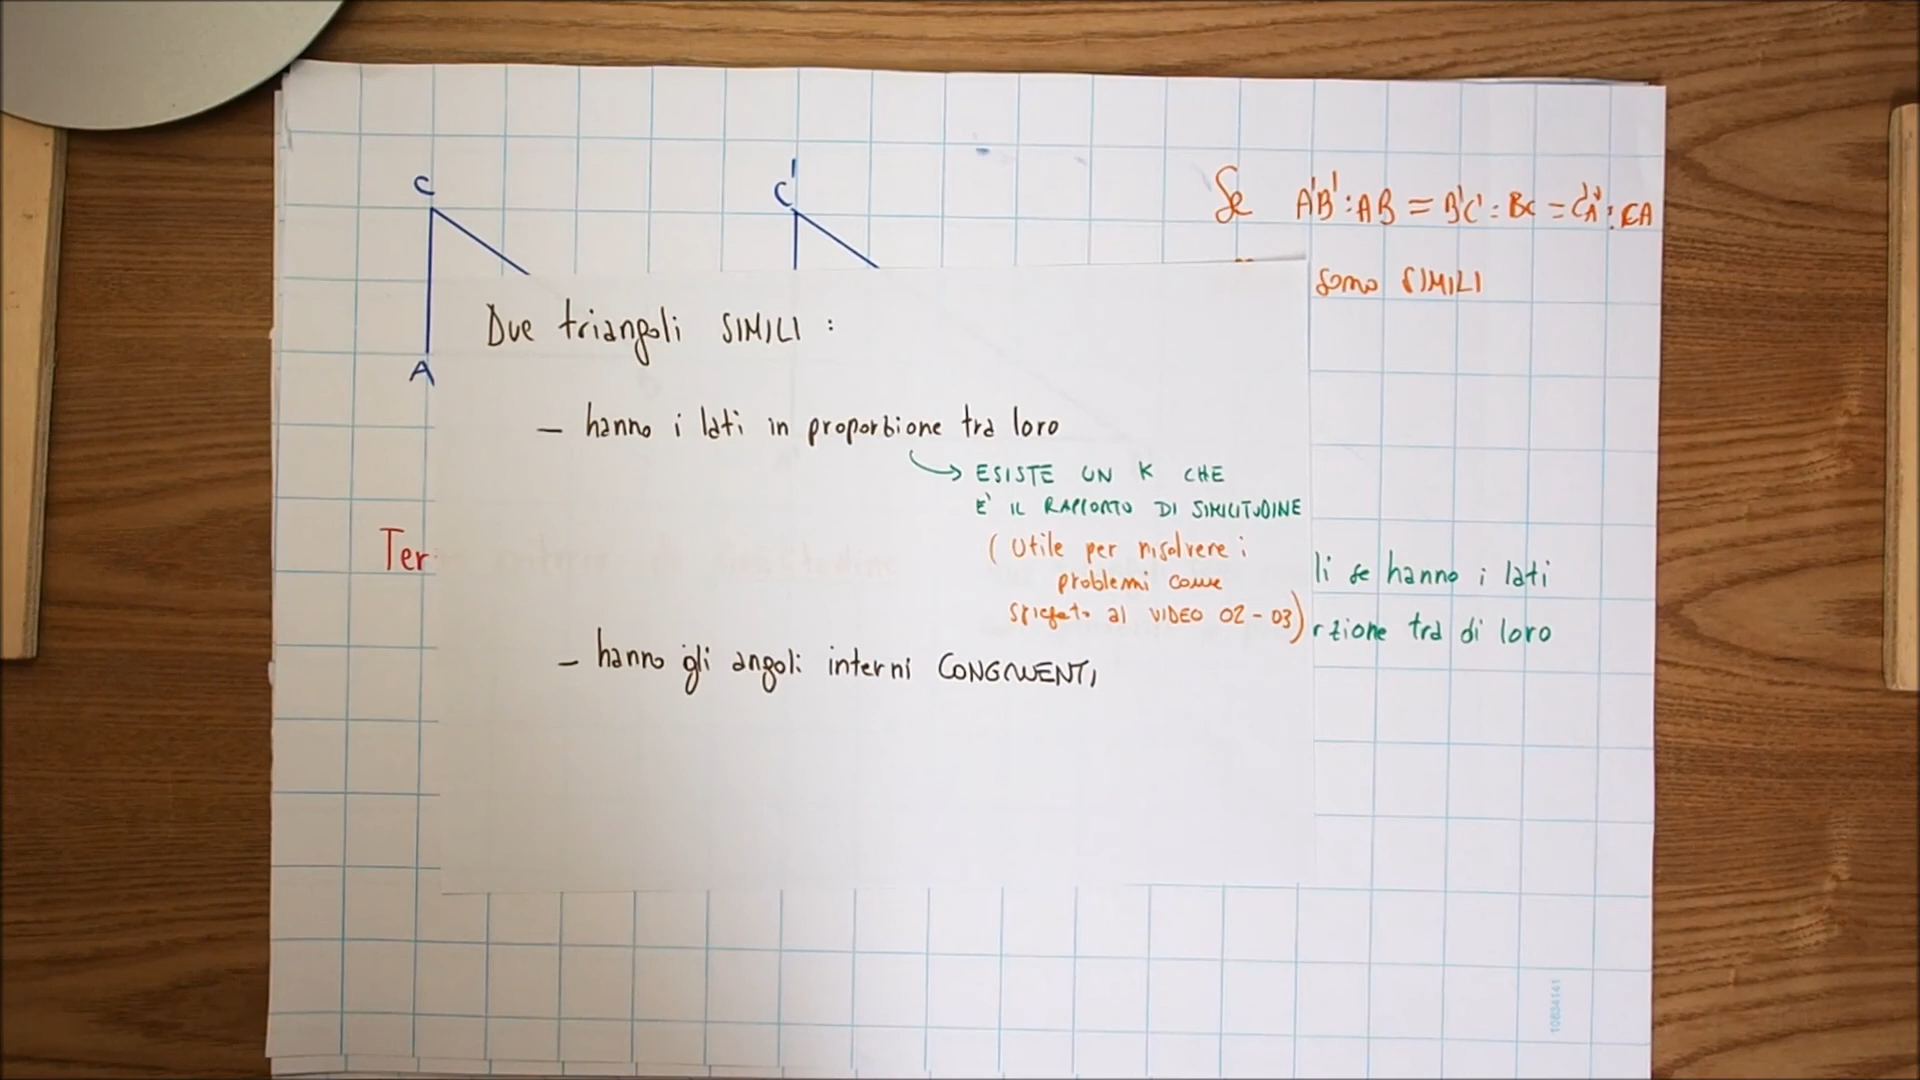 C
C'
Se A'B' : AB = B'C' : BC = C'A' : CA
sono SIMILI
A
Due triangoli SIMILI :
- hanno i lati in proporzione tra loro
ESISTE UN K CHE
E' IL RAPPORTO DI SIMILITUDINE
( Utile per risolvere i
problemi come
spiegato al VIDEO 02 - 03)
- hanno gli angoli interni CONGRUENTI
Ter
li se hanno i lati
rzione tra di loro
10634141